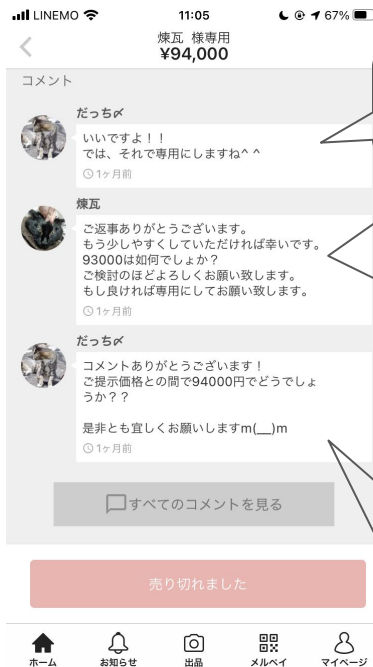 LINEMO
11:05
67%
煉瓦 様専用
¥94,000
コメント
だっち〆
いいですよ！！
では、それで専用にしますね^ ^
1ヶ月前
煉瓦
ご返事ありがとうございます。
もう少しやすくしていただければ幸いです。
93000は如何でしょか？
ご検討のほどよろしくお願い致します。
もし良ければ専用にしてお願い致します。
1ヶ月前
だっち〆
コメントありがとうございます！
ご提示価格との間で94000円でどうでしょ
うか？？
是非とも宜しくお願いしますm(__)m
1ヶ月前
すべてのコメントを見る
売り切れました
ホーム
お知らせ
出品
メルペイ
マイページ